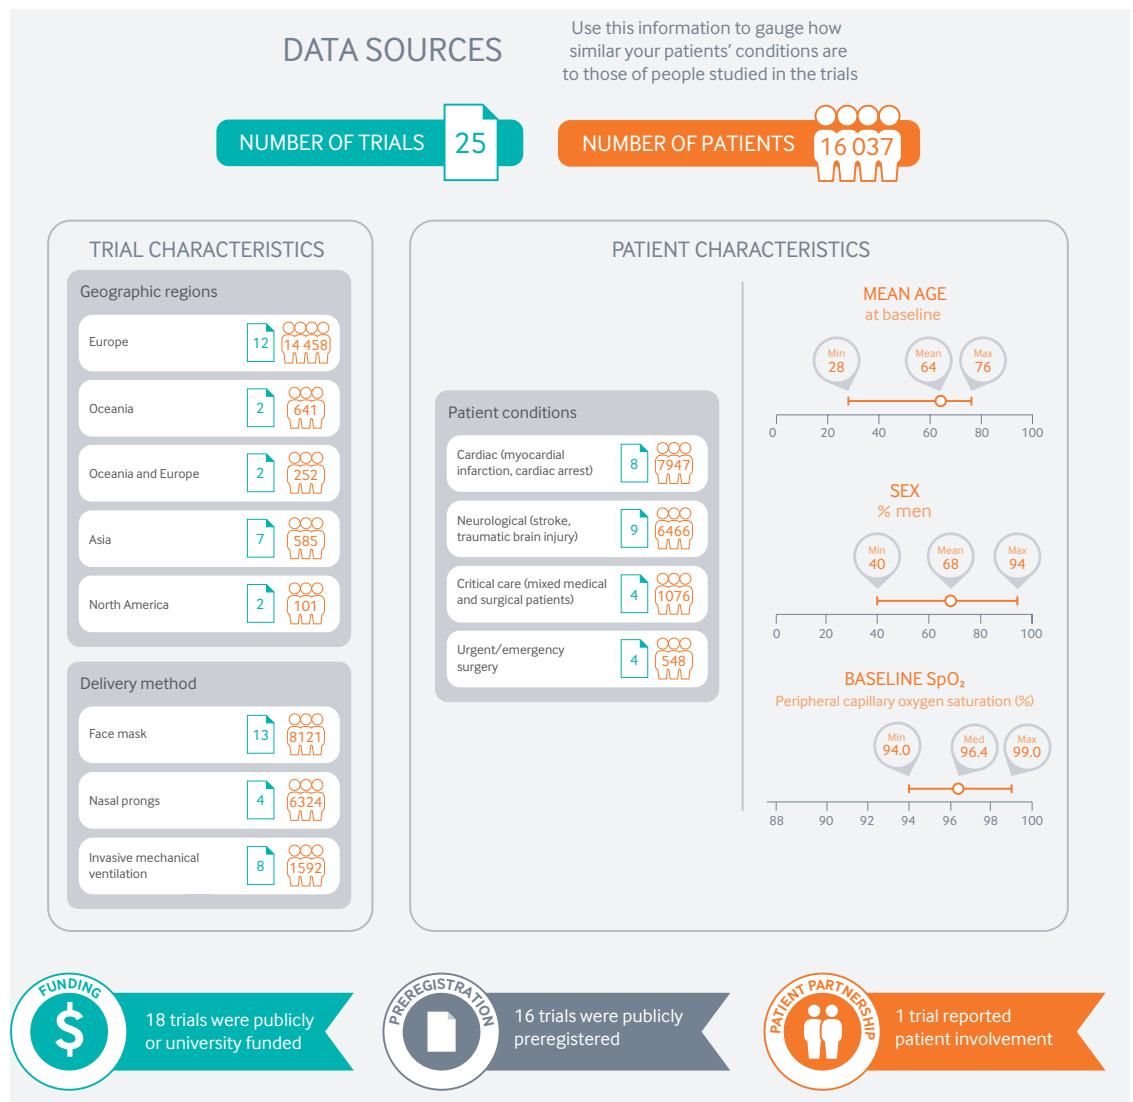 DATA SOURCES
Use this information to gauge how
similar your patients’ conditions are
to those of people studied in the trials
NUMBER OF TRIALS 25
NUMBER OF PATIENTS 16 037
TRIAL CHARACTERISTICS
Geographic regions
Europe 12 14 458
Oceania 2 641
Oceania and Europe 2 252
Asia 7 585
North America 2 101
Delivery method
Face mask 13 8121
Nasal prongs 4 6324
Invasive mechanical
ventilation 8 1592
PATIENT CHARACTERISTICS
Patient conditions
Cardiac (myocardial
infarction, cardiac arrest) 8 7947
Neurological (stroke,
traumatic brain injury) 9 6466
Critical care (mixed medical
and surgical patients) 4 1076
Urgent/emergency
surgery 4 548
MEAN AGE
at baseline
Min Mean Max
28 64 76
0 20 40 60 80 100
SEX
% men
Min Mean Max
40 68 94
0 20 40 60 80 100
BASELINE SpO₂
Peripheral capillary oxygen saturation (%)
Min Med Max
94.0 96.4 99.0
88 90 92 94 96 98 100
FUNDING
$
18 trials were publicly
or university funded
PREREGISTRATION
16 trials were publicly
preregistered
PATIENT PARTNERSHIP
1 trial reported
patient involvement